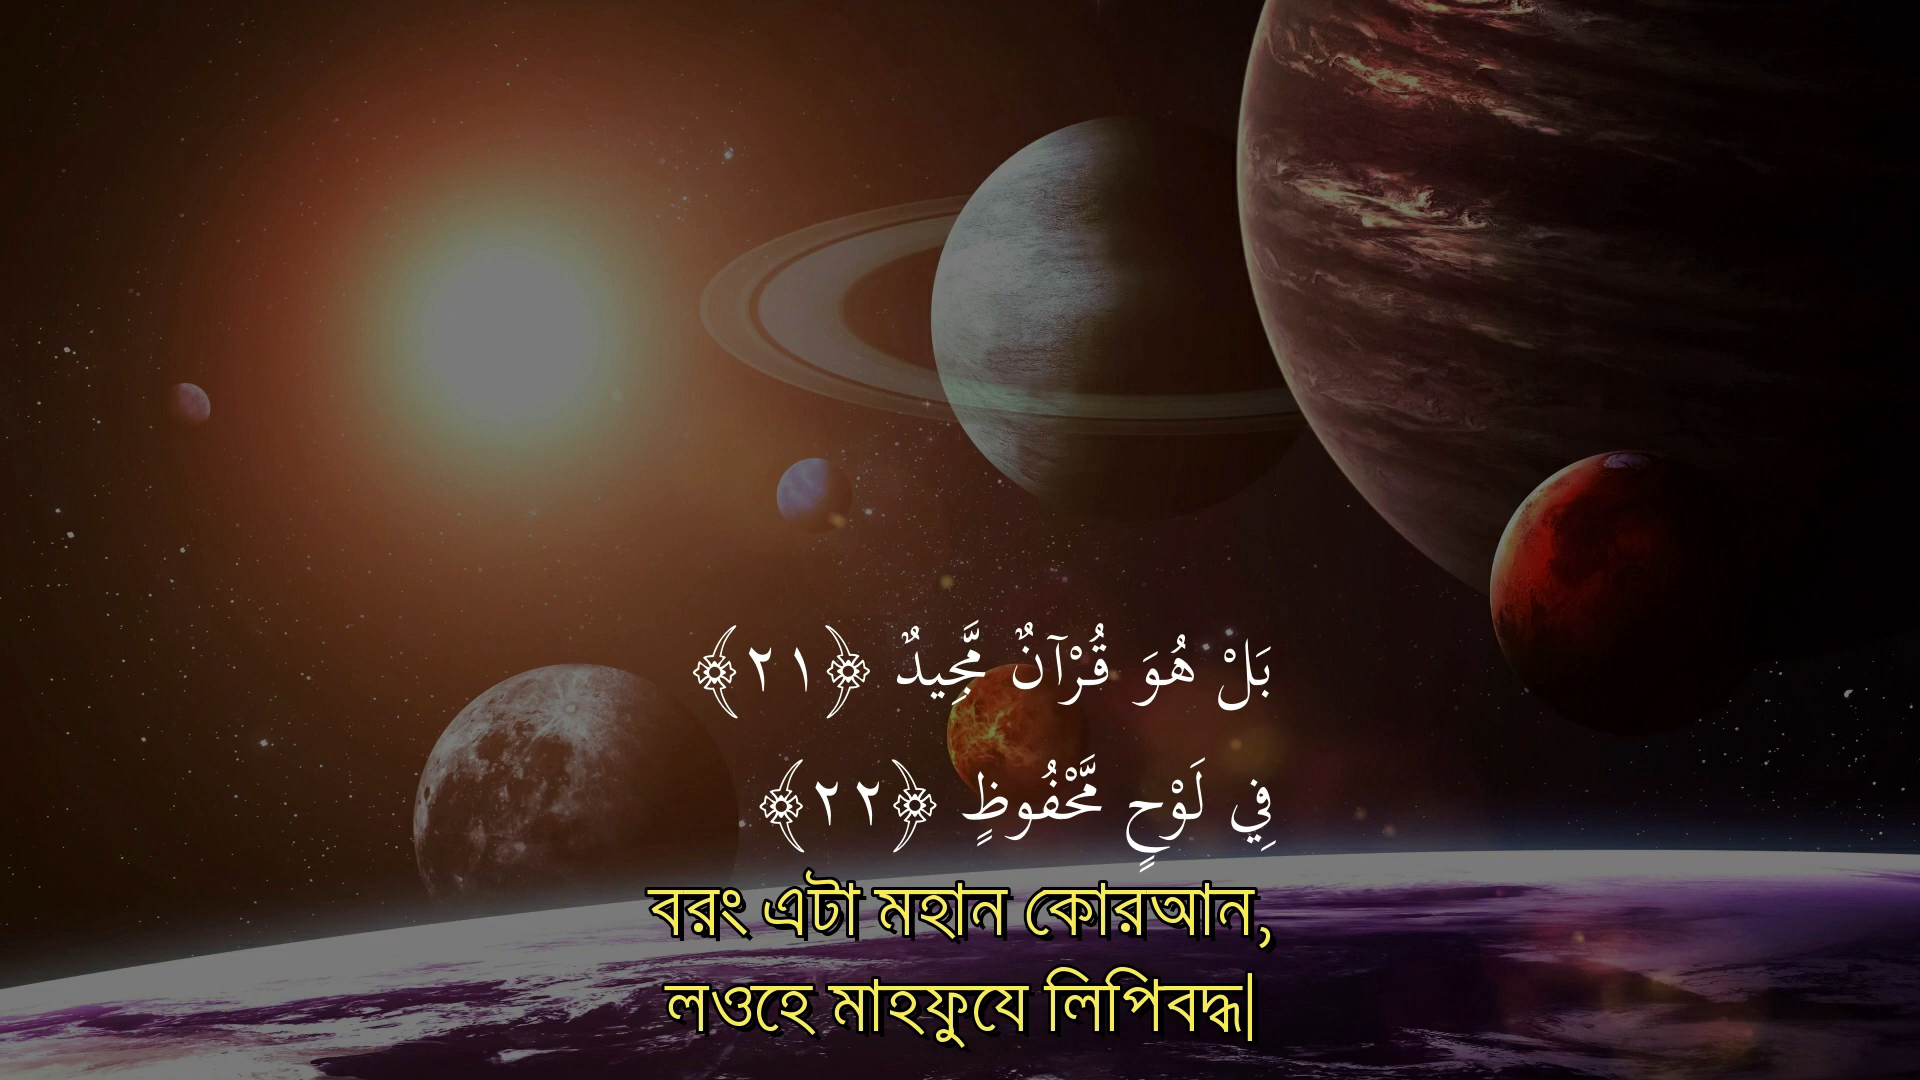 بَلْ هُوَ قُرْآنٌ مَّجِيدٌ ﴿٢١﴾
فِي لَوْحٍ مَّحْفُوظٍ ﴿٢٢﴾
বরং এটা মহান কোরআন,
লওহে মাহফুযে লিপিবদ্ধ|